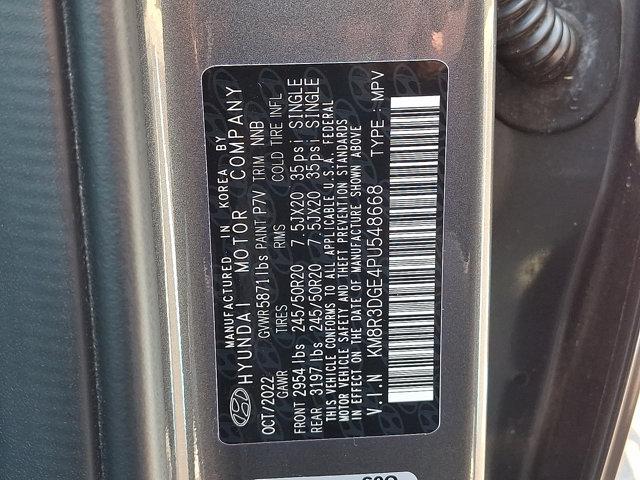 MANUFACTURED IN KOREA BY
HYUNDAI MOTOR COMPANY
OCT/2022 GVWR 5871 lbs PAINT P7V TRIM NNB
GAWR TIRES RIMS COLD TIRE INFL
FRONT 2954 lbs 245/50R20 7.5JX20 35psi SINGLE
REAR 3197 lbs 245/50R20 7.5JX20 35psi SINGLE
THIS VEHICLE CONFORMS TO ALL APPLICABLE U.S.A. FEDERAL
MOTOR VEHICLE SAFETY AND THEFT PREVENTION STANDARDS
IN EFFECT ON THE DATE OF MANUFACTURE SHOWN ABOVE
V.I.N KM8R3DGE4PU548668 TYPE : MPV